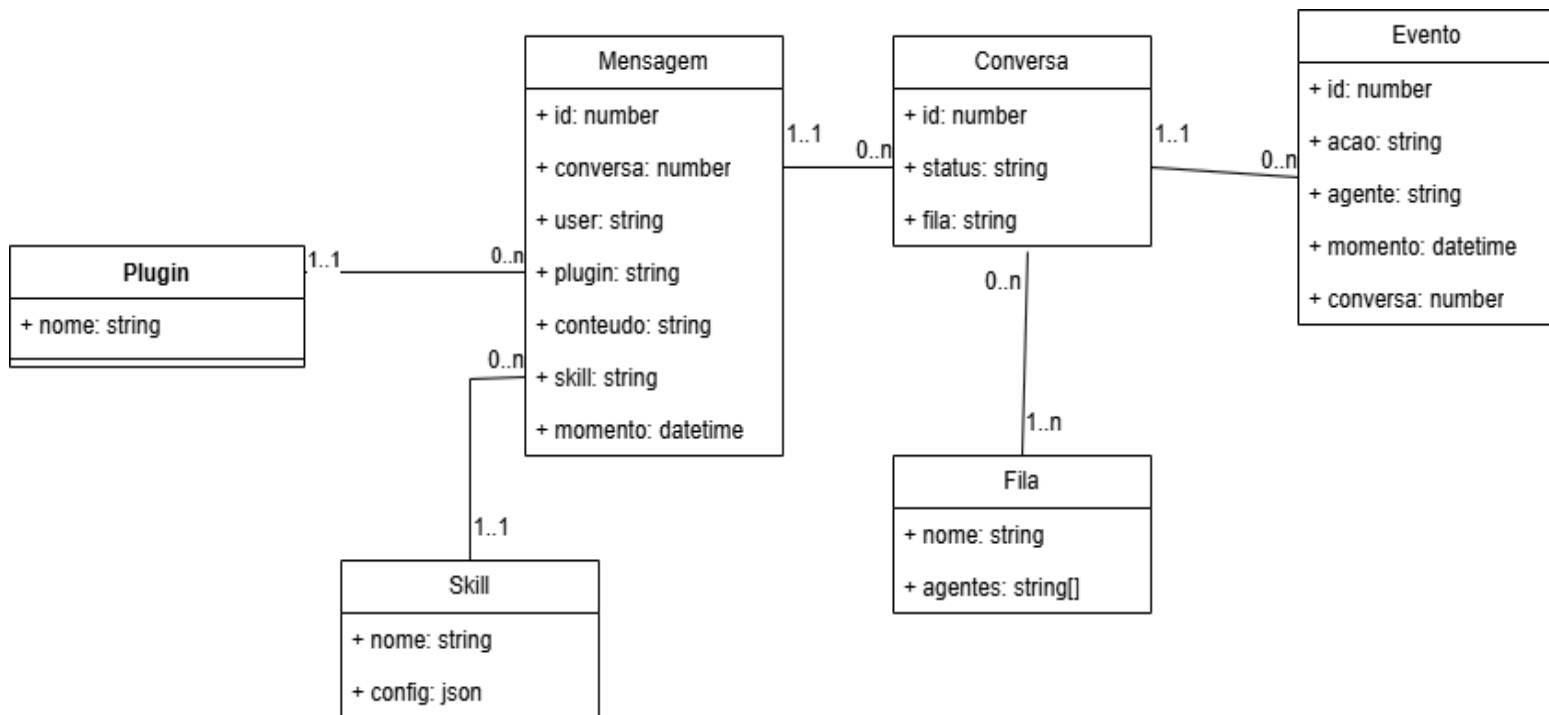 Mensagem
+ id: number
+ conversa: number
+ user: string
+ plugin: string
+ conteudo: string
+ skill: string
+ momento: datetime
1..1
0..n
Conversa
+ id: number
+ status: string
+ fila: string
1..1
0..n
Evento
+ id: number
+ acao: string
+ agente: string
+ momento: datetime
+ conversa: number
Plugin
+ nome: string
1..1
0..n
0..n
1..1
Skill
+ nome: string
+ config: json
0..n
1..n
Fila
+ nome: string
+ agentes: string[]